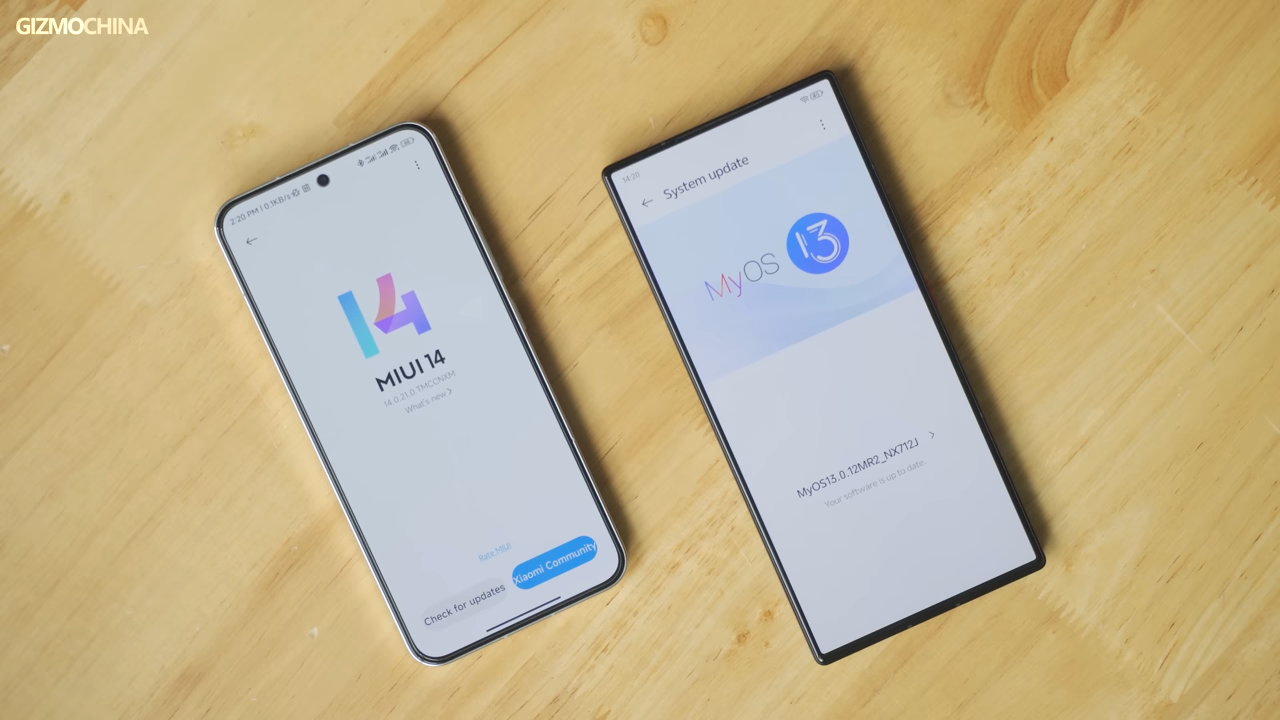 GIZMOCHINA
2:20 PM | 0.1KB/s
14
MIUI 14
14.0.21.0.TMCCNXM
What's new >
Rate MIUI
Check for updates
Xiaomi Community
14:20
← System update
MyOS 13
MyOS13.0.12MR2_NX712J >
Your software is up to date.